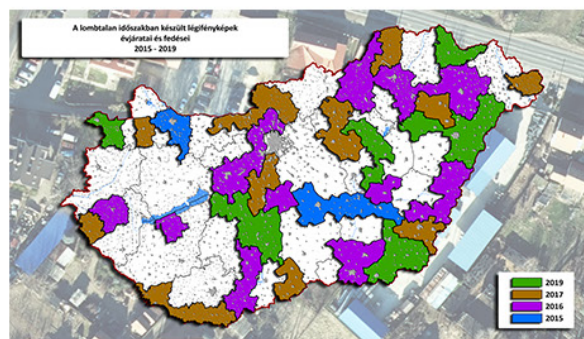 A lombtalan időszakban készült légifényképek
évjáratai és fedései
2015 - 2019
2019
2017
2016
2015